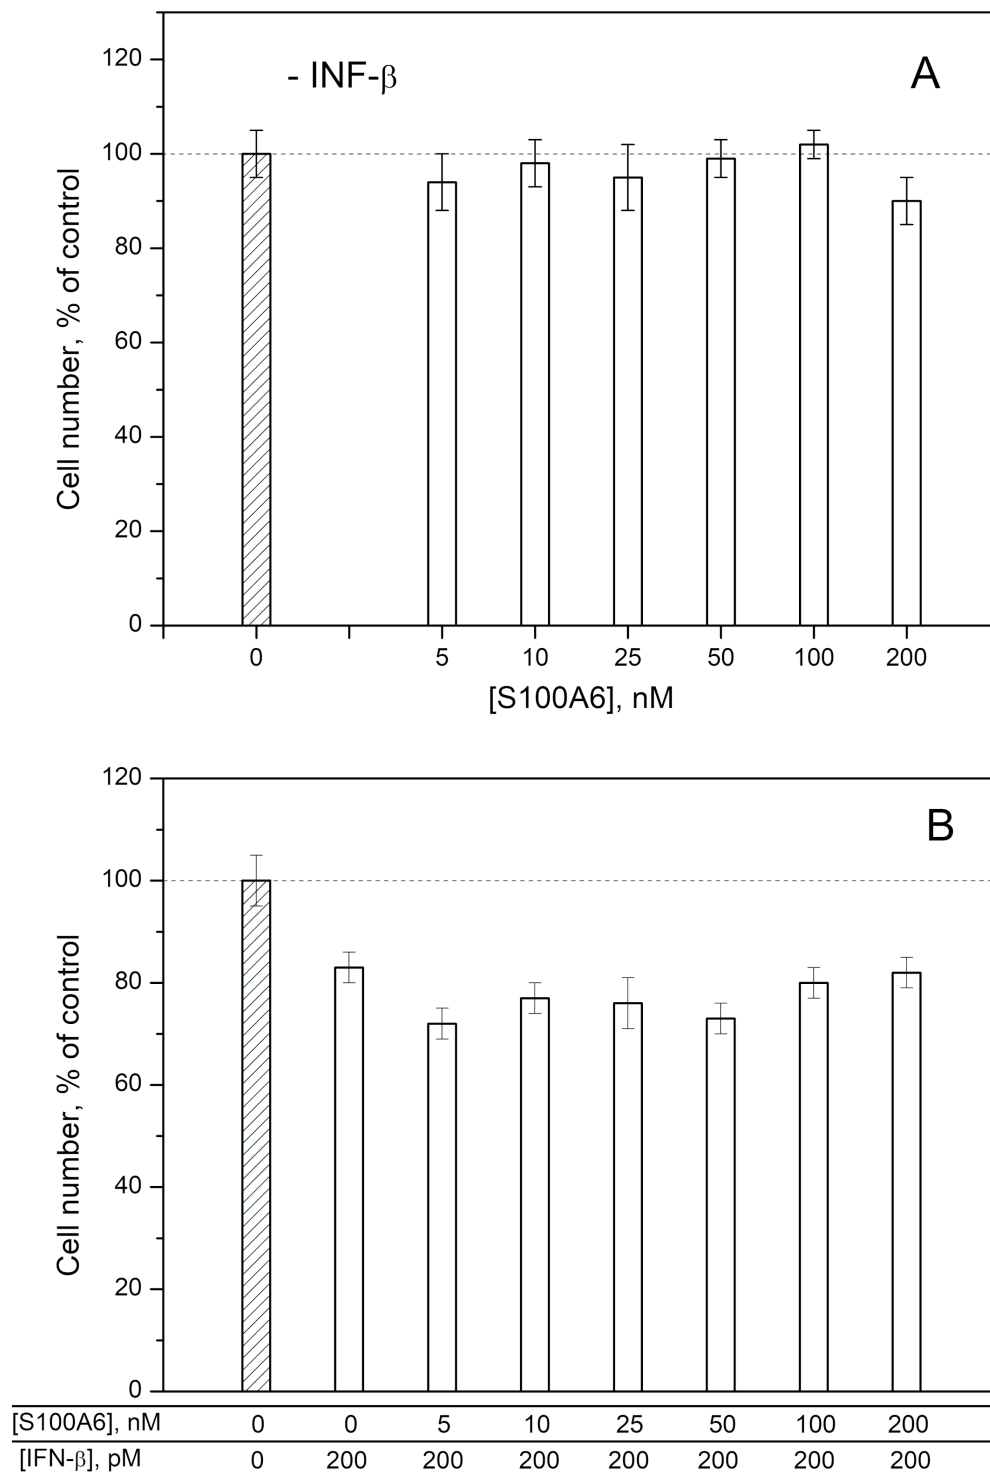 120
- INF-β
A
100
80
60
40
20
0
Cell number, % of control
0 5 10 25 50 100 200
[S100A6], nM
120
B
100
80
60
40
20
0
Cell number, % of control
[S100A6], nM 0 0 5 10 25 50 100 200
[IFN-β], pM 0 200 200 200 200 200 200 200